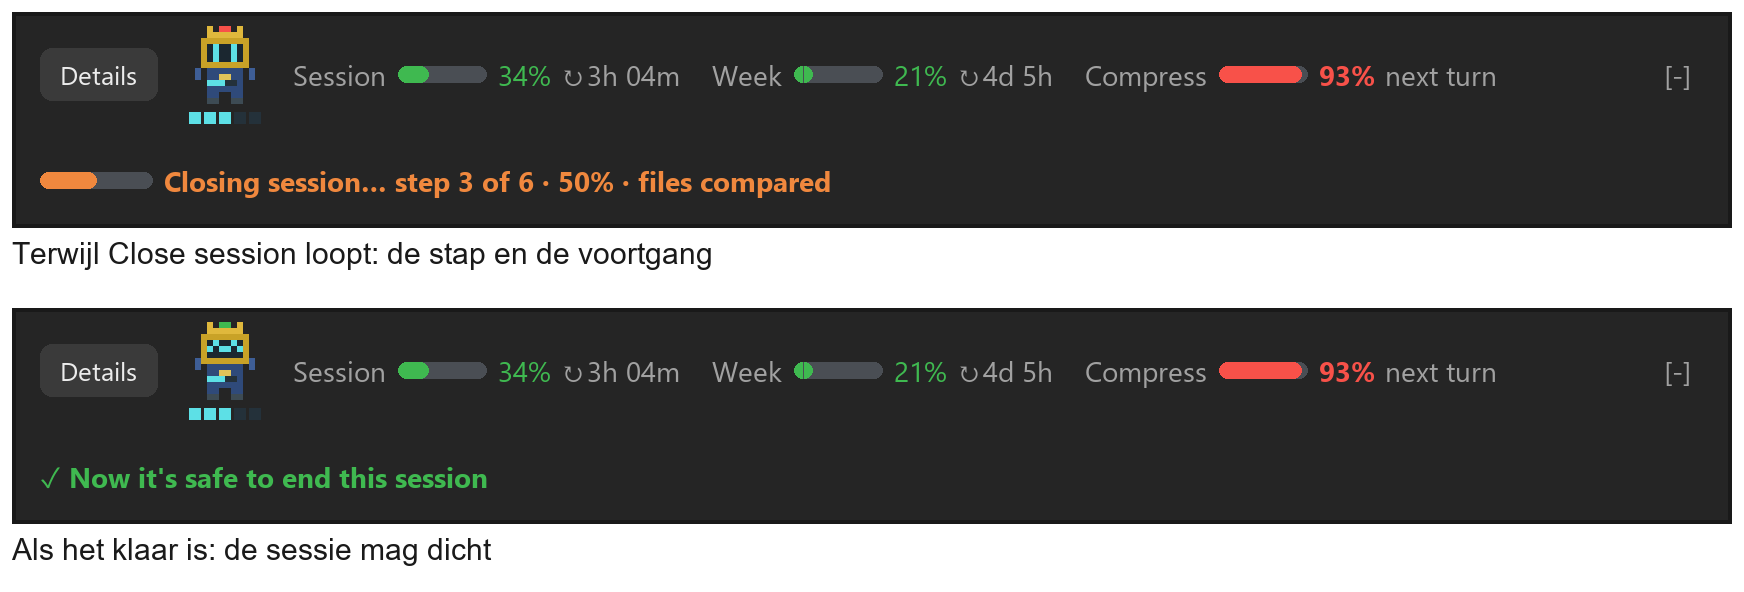 Details Session 34% ↻3h 04m Week 21% ↻4d 5h Compress 93% next turn [-]
Closing session... step 3 of 6 · 50% · files compared
Terwijl Close session loopt: de stap en de voortgang
Details Session 34% ↻3h 04m Week 21% ↻4d 5h Compress 93% next turn [-]
✓ Now it's safe to end this session
Als het klaar is: de sessie mag dicht